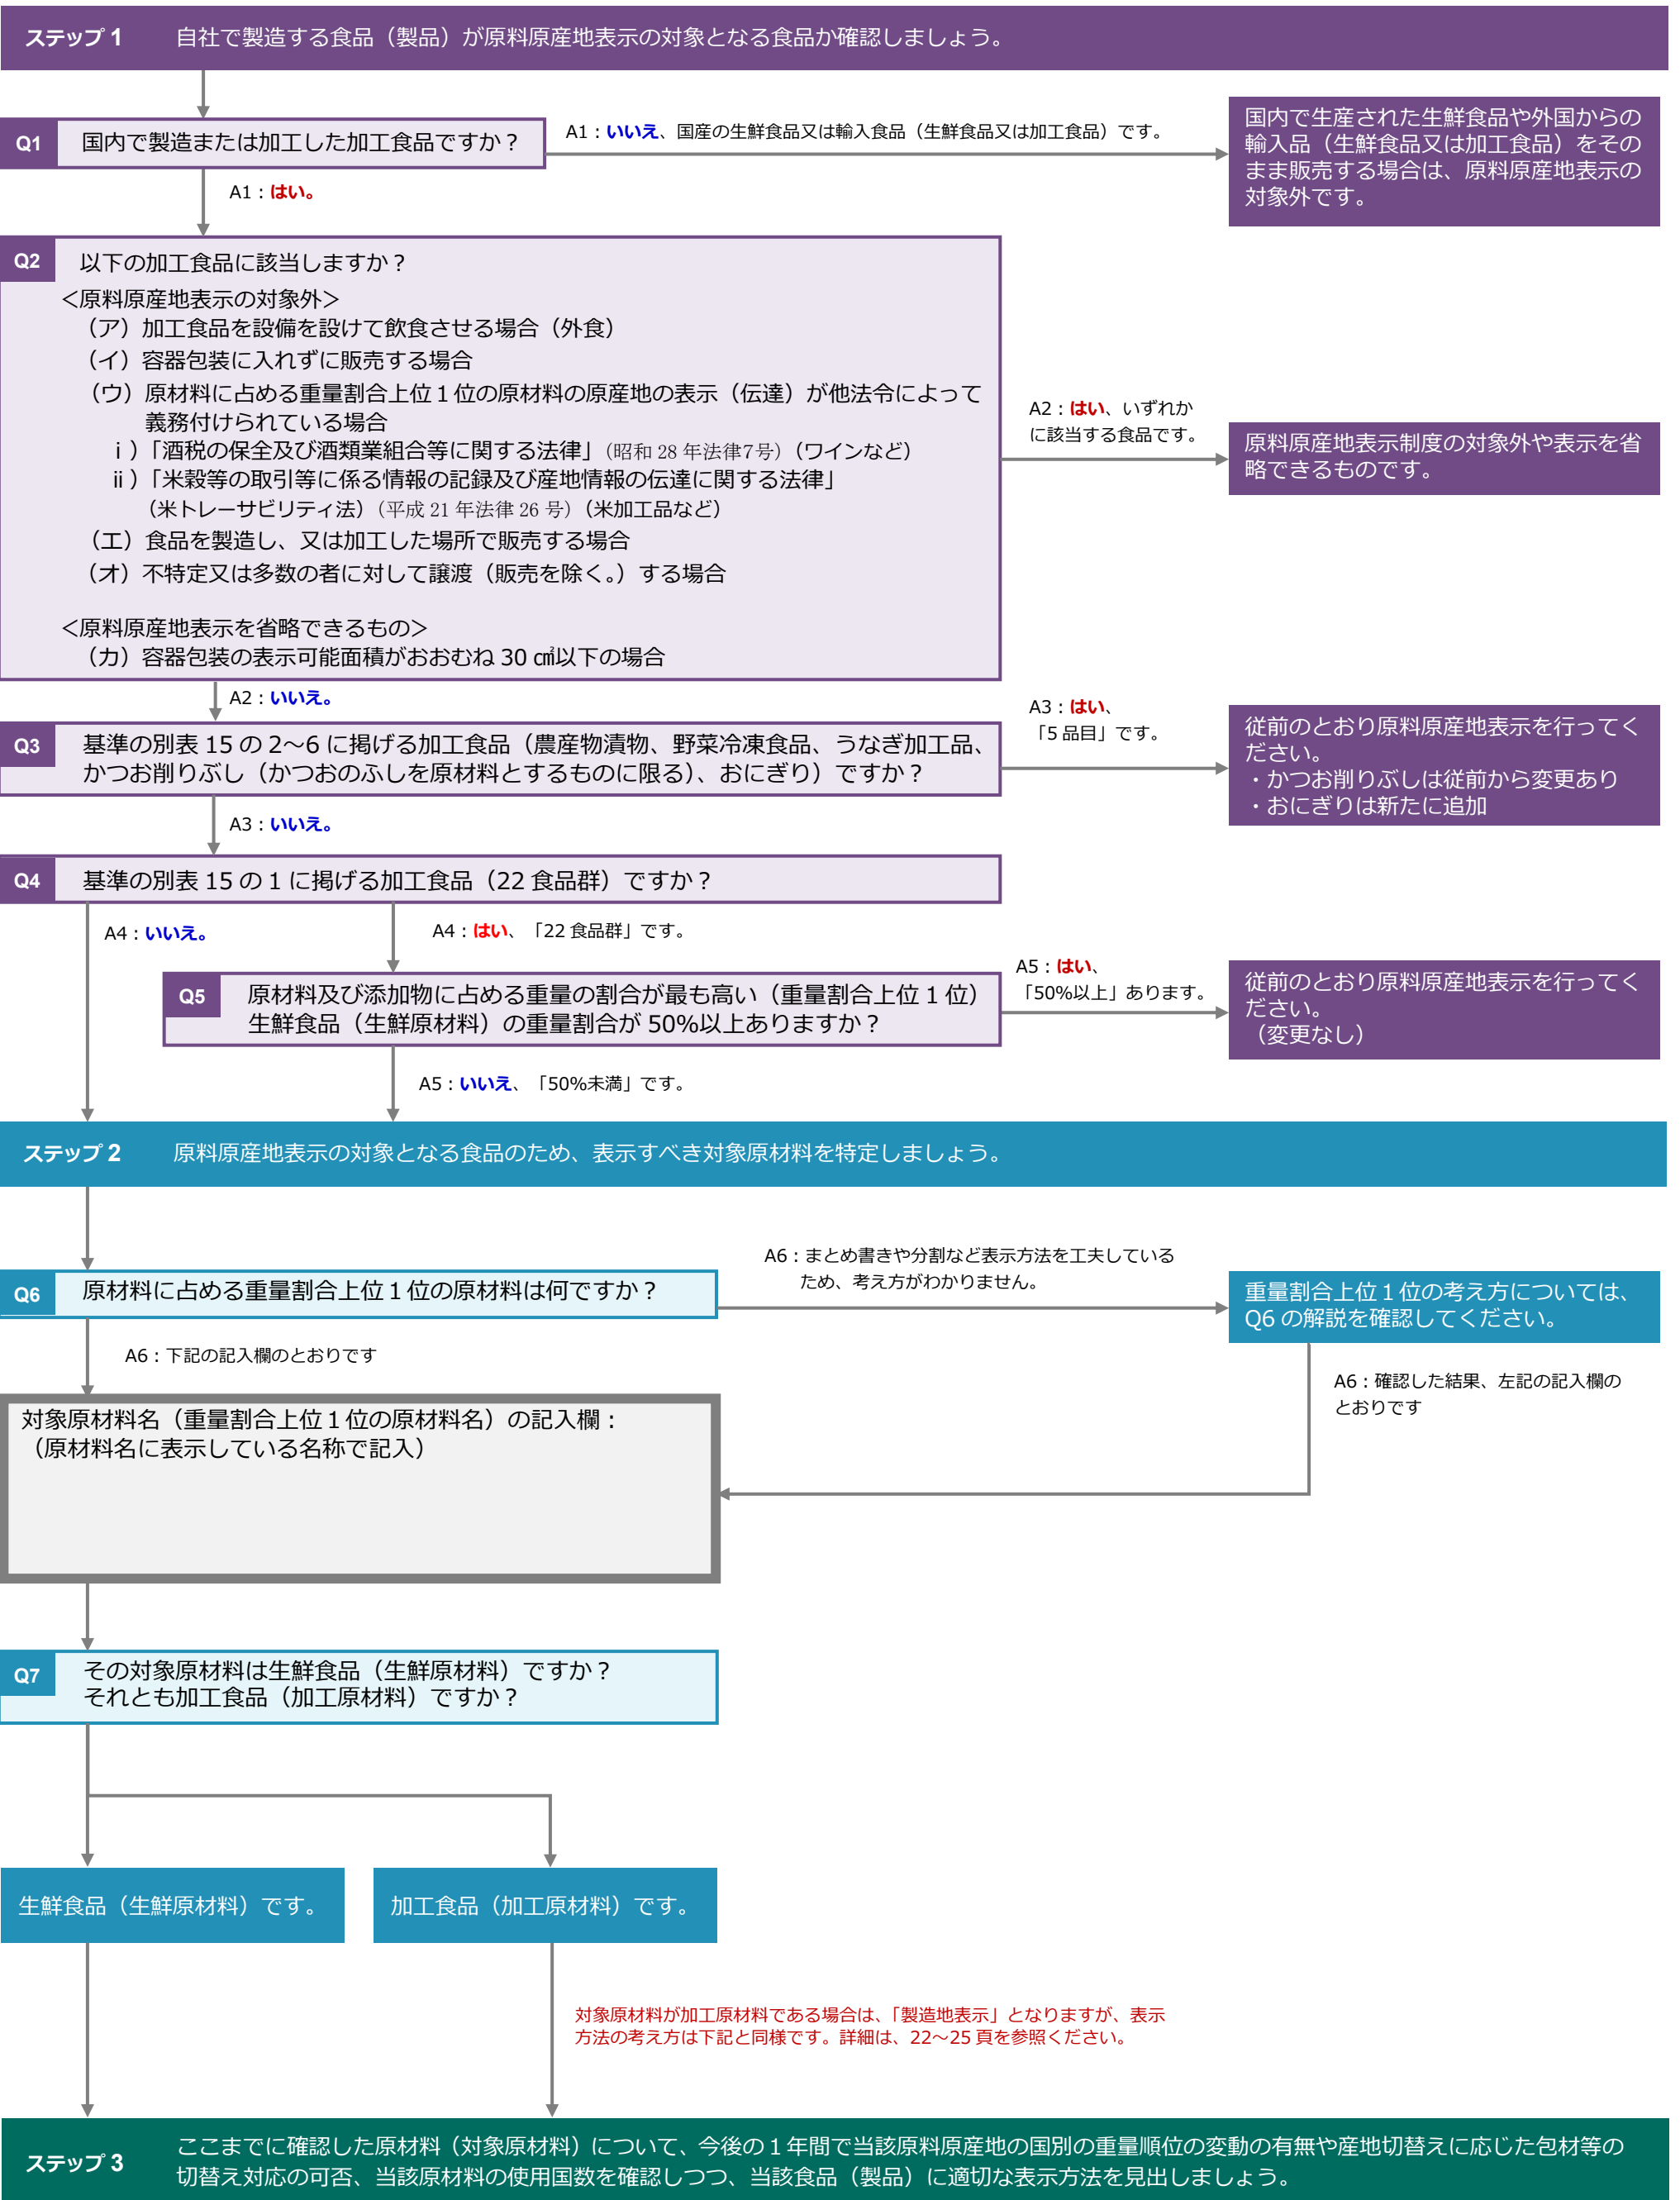 ステップ 1 自社で製造する食品（製品）が原料原産地表示の対象となる食品か確認しましょう。
Q1 国内で製造または加工した加工食品ですか？
A1：いいえ、国産の生鮮食品又は輸入食品（生鮮食品又は加工食品）です。
国内で生産された生鮮食品や外国からの
輸入品（生鮮食品又は加工食品）をその
まま販売する場合は、原料原産地表示の
対象外です。
A1：はい。
Q2 以下の加工食品に該当しますか？
＜原料原産地表示の対象外＞
（ア）加工食品を設備を設けて飲食させる場合（外食）
（イ）容器包装に入れずに販売する場合
（ウ）原材料に占める重量割合上位１位の原材料の原産地の表示（伝達）が他法令によって
義務付けられている場合
ⅰ）「酒税の保全及び酒類業組合等に関する法律」（昭和 28 年法律7号）（ワインなど）
ⅱ）「米穀等の取引等に係る情報の記録及び産地情報の伝達に関する法律」
（米トレーサビリティ法）（平成 21 年法律 26 号）（米加工品など）
（エ）食品を製造し、又は加工した場所で販売する場合
（オ）不特定又は多数の者に対して譲渡（販売を除く。）する場合
＜原料原産地表示を省略できるもの＞
（カ）容器包装の表示可能面積がおおむね 30 ㎠以下の場合
A2：はい、いずれか
に該当する食品です。
原料原産地表示制度の対象外や表示を省
略できるものです。
A2：いいえ。
Q3 基準の別表 15 の 2～6 に掲げる加工食品（農産物漬物、野菜冷凍食品、うなぎ加工品、
かつお削りぶし（かつおのふしを原材料とするものに限る）、おにぎり）ですか？
A3：はい、
「5 品目」です。
従前のとおり原料原産地表示を行ってく
ださい。
・かつお削りぶしは従前から変更あり
・おにぎりは新たに追加
A3：いいえ。
Q4 基準の別表 15 の 1 に掲げる加工食品（22 食品群）ですか？
A4：いいえ。
A4：はい、「22 食品群」です。
Q5 原材料及び添加物に占める重量の割合が最も高い（重量割合上位 1 位）
生鮮食品（生鮮原材料）の重量割合が 50%以上ありますか？
A5：はい、
「50%以上」あります。
従前のとおり原料原産地表示を行ってく
ださい。
（変更なし）
A5：いいえ、「50%未満」です。
ステップ 2 原料原産地表示の対象となる食品のため、表示すべき対象原材料を特定しましょう。
Q6 原材料に占める重量割合上位１位の原材料は何ですか？
A6：まとめ書きや分割など表示方法を工夫している
ため、考え方がわかりません。
重量割合上位１位の考え方については、
Q6 の解説を確認してください。
A6：下記の記入欄のとおりです
A6：確認した結果、左記の記入欄の
とおりです
対象原材料名（重量割合上位１位の原材料名）の記入欄：
（原材料名に表示している名称で記入）
Q7 その対象原材料は生鮮食品（生鮮原材料）ですか？
それとも加工食品（加工原材料）ですか？
生鮮食品（生鮮原材料）です。
加工食品（加工原材料）です。
対象原材料が加工原材料である場合は、「製造地表示」となりますが、表示
方法の考え方は下記と同様です。詳細は、22～25 頁を参照ください。
ステップ 3 ここまでに確認した原材料（対象原材料）について、今後の１年間で当該原料原産地の国別の重量順位の変動の有無や産地切替えに応じた包材等の
切替え対応の可否、当該原材料の使用国数を確認しつつ、当該食品（製品）に適切な表示方法を見出しましょう。